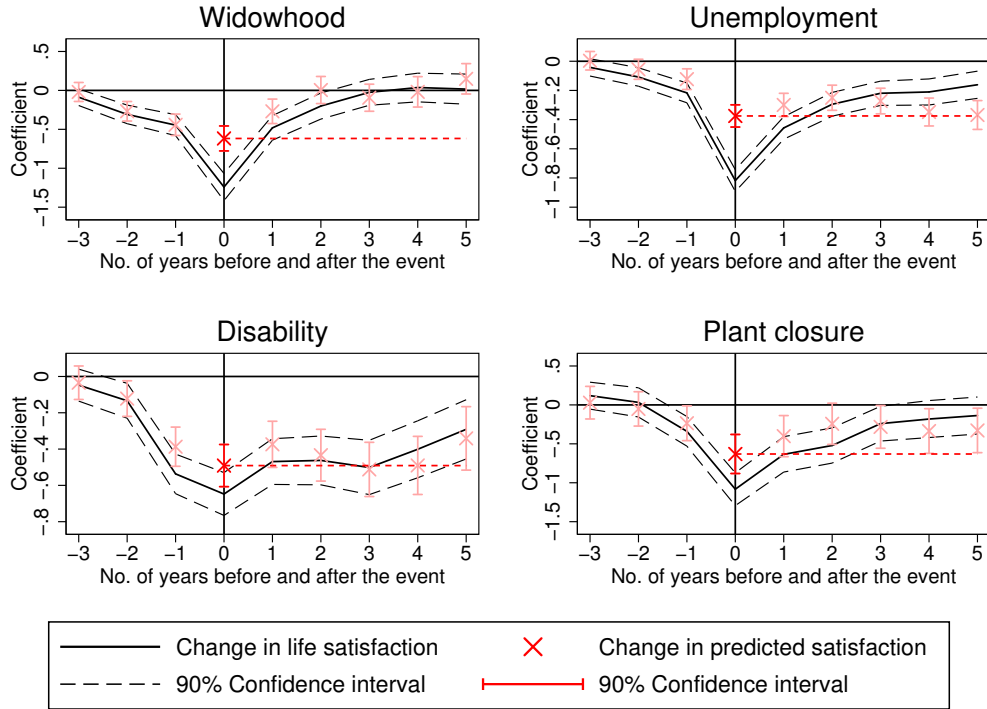 Widowhood
Coefficient
.5
0
-.5
-1
-1.5
-3 -2 -1 0 1 2 3 4 5
No. of years before and after the event
Unemployment
Coefficient
0
-.2
-.4
-.6
-.8
-1
-3 -2 -1 0 1 2 3 4 5
No. of years before and after the event
Disability
Coefficient
0
-.2
-.4
-.6
-.8
-3 -2 -1 0 1 2 3 4 5
No. of years before and after the event
Plant closure
Coefficient
.5
0
-.5
-1
-1.5
-3 -2 -1 0 1 2 3 4 5
No. of years before and after the event
Change in life satisfaction
Change in predicted satisfaction
90% Confidence interval
90% Confidence interval